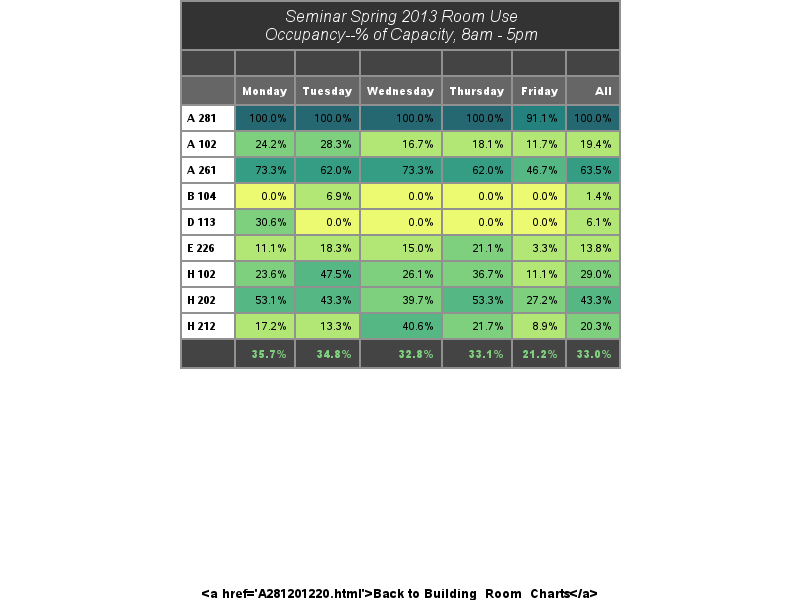 Seminar Spring 2013 Room Use
Occupancy--% of Capacity, 8am - 5pm
Monday Tuesday Wednesday Thursday Friday All
A 281 100.0% 100.0% 100.0% 100.0% 91.1% 100.0%
A 102 24.2% 28.3% 16.7% 18.1% 11.7% 19.4%
A 261 73.3% 62.0% 73.3% 62.0% 46.7% 63.5%
B 104 0.0% 6.9% 0.0% 0.0% 0.0% 1.4%
D 113 30.6% 0.0% 0.0% 0.0% 0.0% 6.1%
E 226 11.1% 18.3% 15.0% 21.1% 3.3% 13.8%
H 102 23.6% 47.5% 26.1% 36.7% 11.1% 29.0%
H 202 53.1% 43.3% 39.7% 53.3% 27.2% 43.3%
H 212 17.2% 13.3% 40.6% 21.7% 8.9% 20.3%
35.7% 34.8% 32.8% 33.1% 21.2% 33.0%
<a href='A281201220.html'>Back to Building_Room_Charts</a>